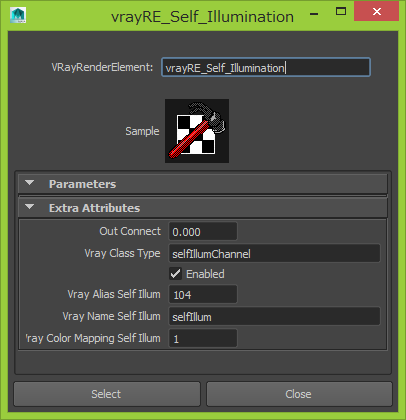 vrayRE_Self_Illumination
VRayRenderElement: vrayRE_Self_Illumination
Sample
Parameters
Extra Attributes
Out Connect 0.000
Vray Class Type selfIllumChannel
Enabled
Vray Alias Self Illum 104
Vray Name Self Illum selfIllum
'ray Color Mapping Self Illum 1
Select Close